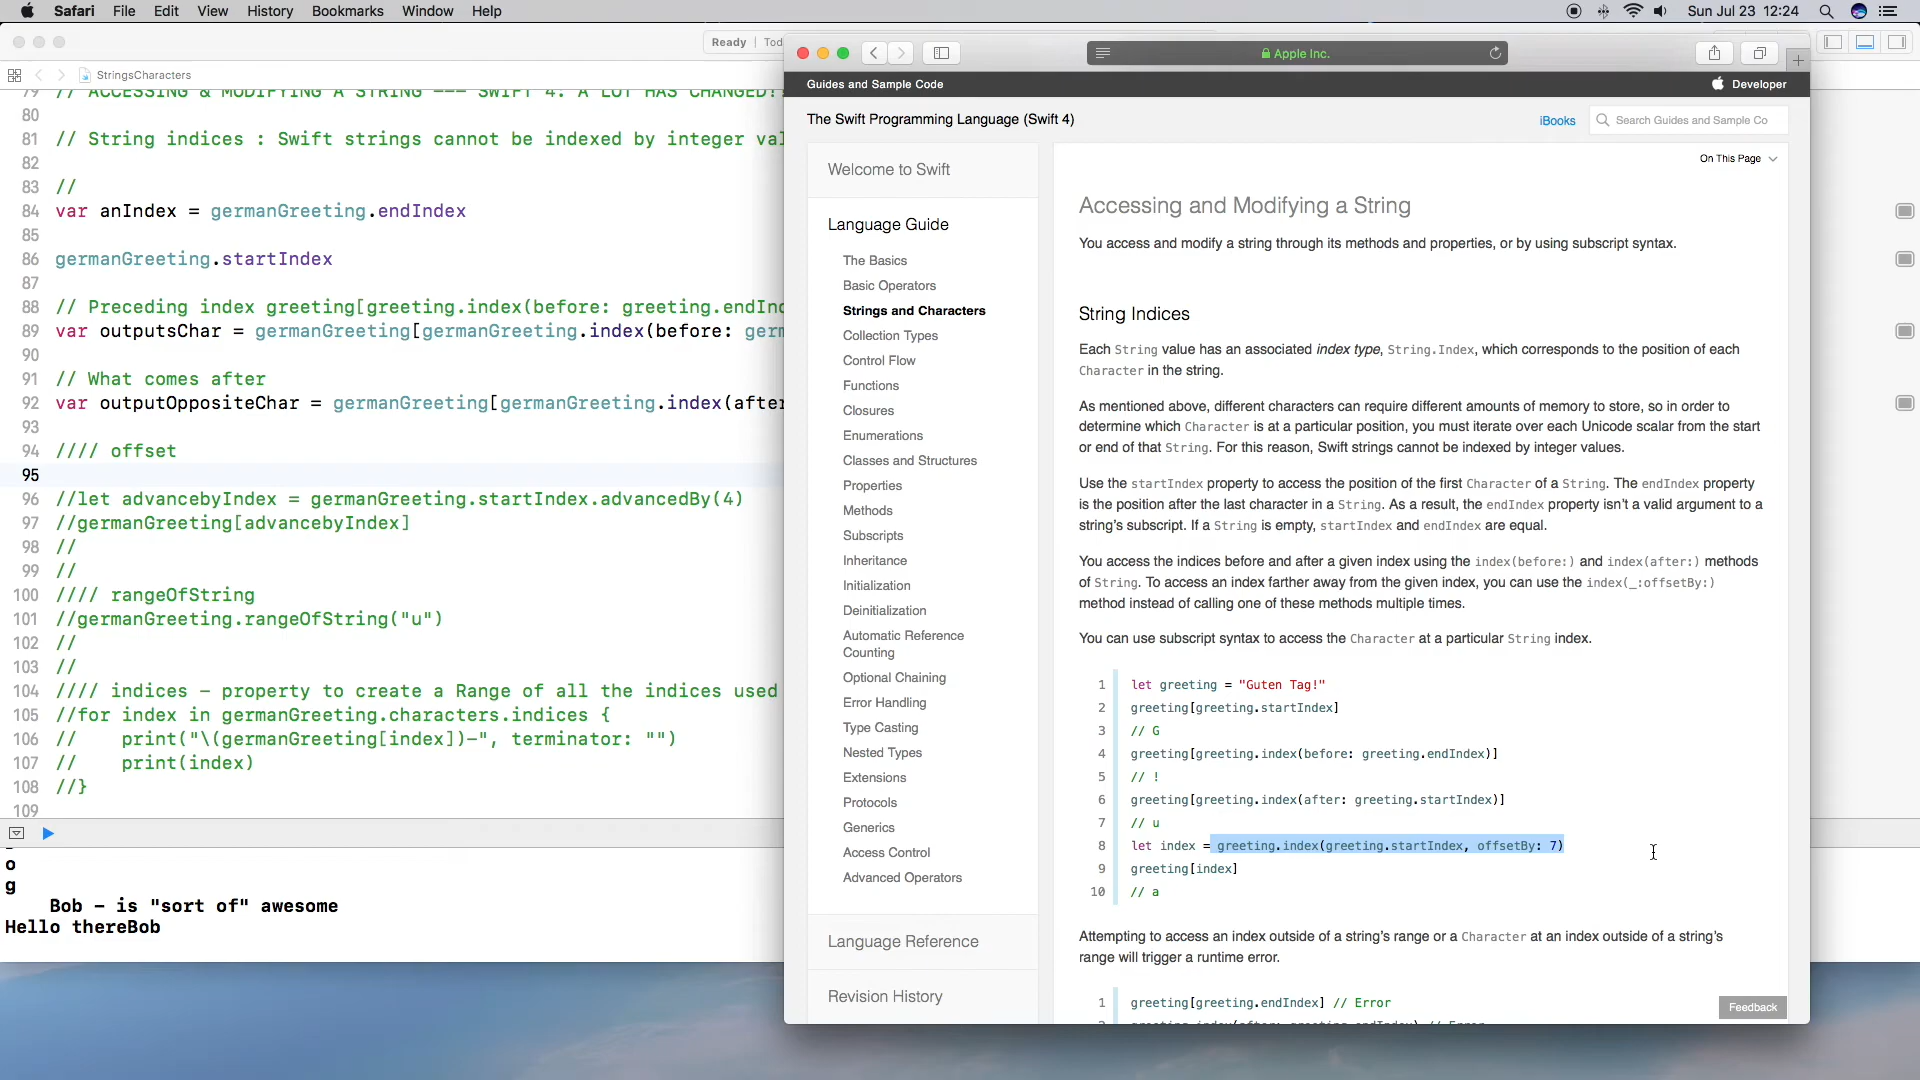 Safari File Edit View History Bookmarks Window Help
Sun Jul 23 12:24
Ready | Tod
StringsCharacters
79 // ACCESSING & MODIFYING A STRING --- SWIFT 4. A LOT HAS CHANGED!
80
81 // String indices : Swift strings cannot be indexed by integer val
82
83 //
84 var anIndex = germanGreeting.endIndex
85
86 germanGreeting.startIndex
87
88 // Preceding index greeting[greeting.index(before: greeting.endInd
89 var outputsChar = germanGreeting[germanGreeting.index(before: germ
90
91 // What comes after
92 var outputOppositeChar = germanGreeting[germanGreeting.index(after
93
94 //// offset
95
96 //let advancebyIndex = germanGreeting.startIndex.advancedBy(4)
97 //germanGreeting[advancebyIndex]
98 //
99 //
100 //// rangeOfString
101 //germanGreeting.rangeOfString("u")
102 //
103 //
104 //// indices – property to create a Range of all the indices used
105 //for index in germanGreeting.characters.indices {
106 //    print("\(germanGreeting[index])–", terminator: "")
107 //    print(index)
108 //}
109
o
g
Bob – is "sort of" awesome
Hello thereBob
Apple Inc.
Guides and Sample Code
Developer
The Swift Programming Language (Swift 4)
iBooks
Search Guides and Sample Co
Welcome to Swift
Language Guide
The Basics
Basic Operators
Strings and Characters
Collection Types
Control Flow
Functions
Closures
Enumerations
Classes and Structures
Properties
Methods
Subscripts
Inheritance
Initialization
Deinitialization
Automatic Reference
Counting
Optional Chaining
Error Handling
Type Casting
Nested Types
Extensions
Protocols
Generics
Access Control
Advanced Operators
Language Reference
Revision History
On This Page
Accessing and Modifying a String
You access and modify a string through its methods and properties, or by using subscript syntax.
String Indices
Each String value has an associated index type, String.Index, which corresponds to the position of each
Character in the string.
As mentioned above, different characters can require different amounts of memory to store, so in order to
determine which Character is at a particular position, you must iterate over each Unicode scalar from the start
or end of that String. For this reason, Swift strings cannot be indexed by integer values.
Use the startIndex property to access the position of the first Character of a String. The endIndex property
is the position after the last character in a String. As a result, the endIndex property isn't a valid argument to a
string's subscript. If a String is empty, startIndex and endIndex are equal.
You access the indices before and after a given index using the index(before:) and index(after:) methods
of String. To access an index farther away from the given index, you can use the index(_:offsetBy:)
method instead of calling one of these methods multiple times.
You can use subscript syntax to access the Character at a particular String index.
1 let greeting = "Guten Tag!"
2 greeting[greeting.startIndex]
3 // G
4 greeting[greeting.index(before: greeting.endIndex)]
5 // !
6 greeting[greeting.index(after: greeting.startIndex)]
7 // u
8 let index = greeting.index(greeting.startIndex, offsetBy: 7)
9 greeting[index]
10 // a
Attempting to access an index outside of a string's range or a Character at an index outside of a string's
range will trigger a runtime error.
1 greeting[greeting.endIndex] // Error
Feedback